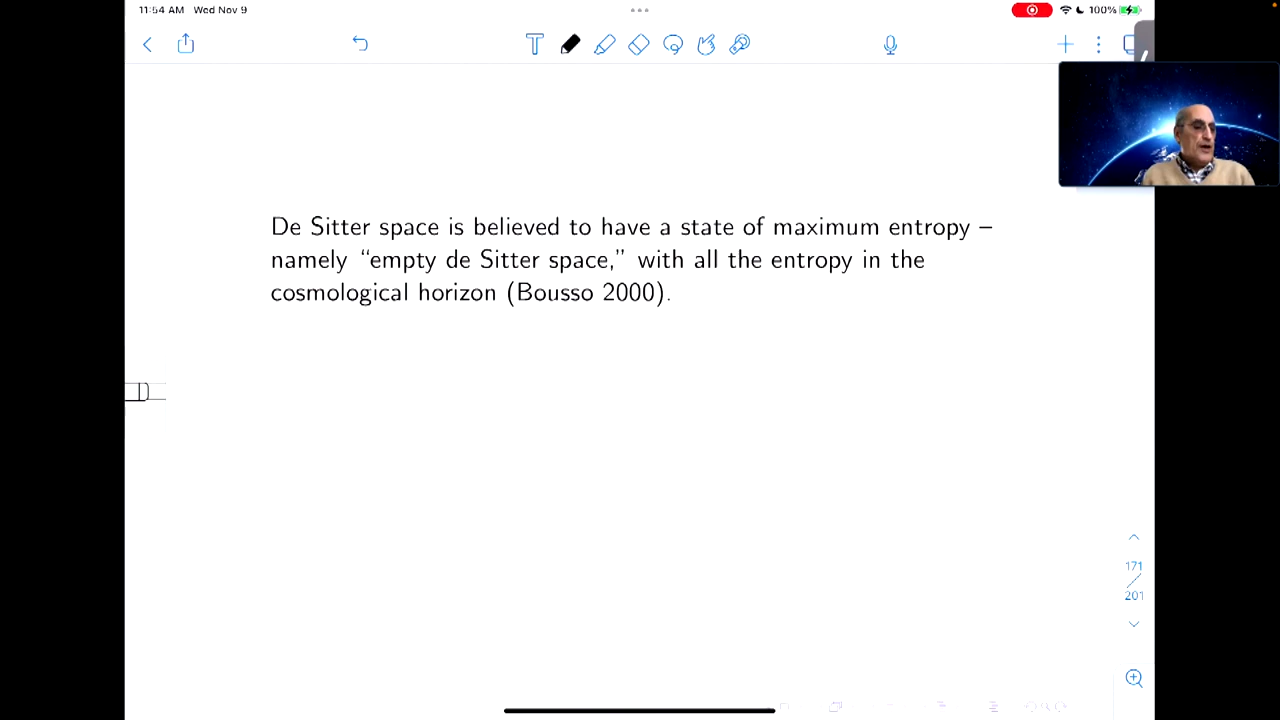 11:54 AM Wed Nov 9
100%
T
De Sitter space is believed to have a state of maximum entropy –
namely “empty de Sitter space,” with all the entropy in the
cosmological horizon (Bousso 2000).
171
201